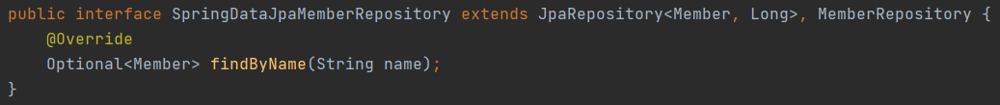 public interface SpringDataJpaMemberRepository extends JpaRepository<Member, Long>, MemberRepository {
    @Override
    Optional<Member> findByName(String name);
}